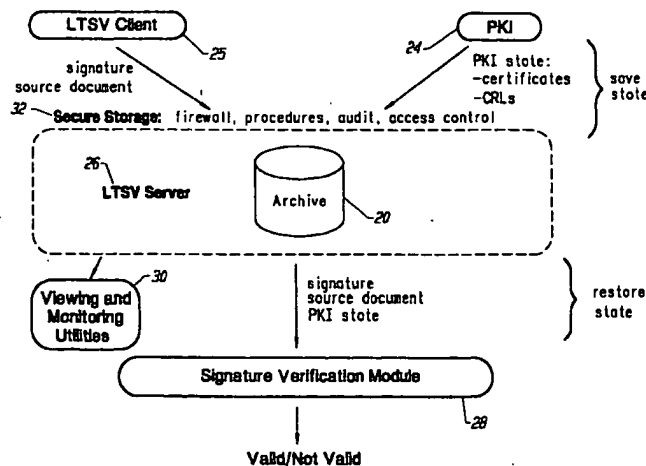 LTSV Client
25
PKI
24
signature
source document
PKI state:
-certificates
-CRLs
save
state
32
Secure Storage: firewall, procedures, audit, access control
26
LTSV Server
Archive
20
30
Viewing and
Monitoring
Utilities
signature
source document
PKI state
restore
state
Signature Verification Module
28
Valid/Not Valid